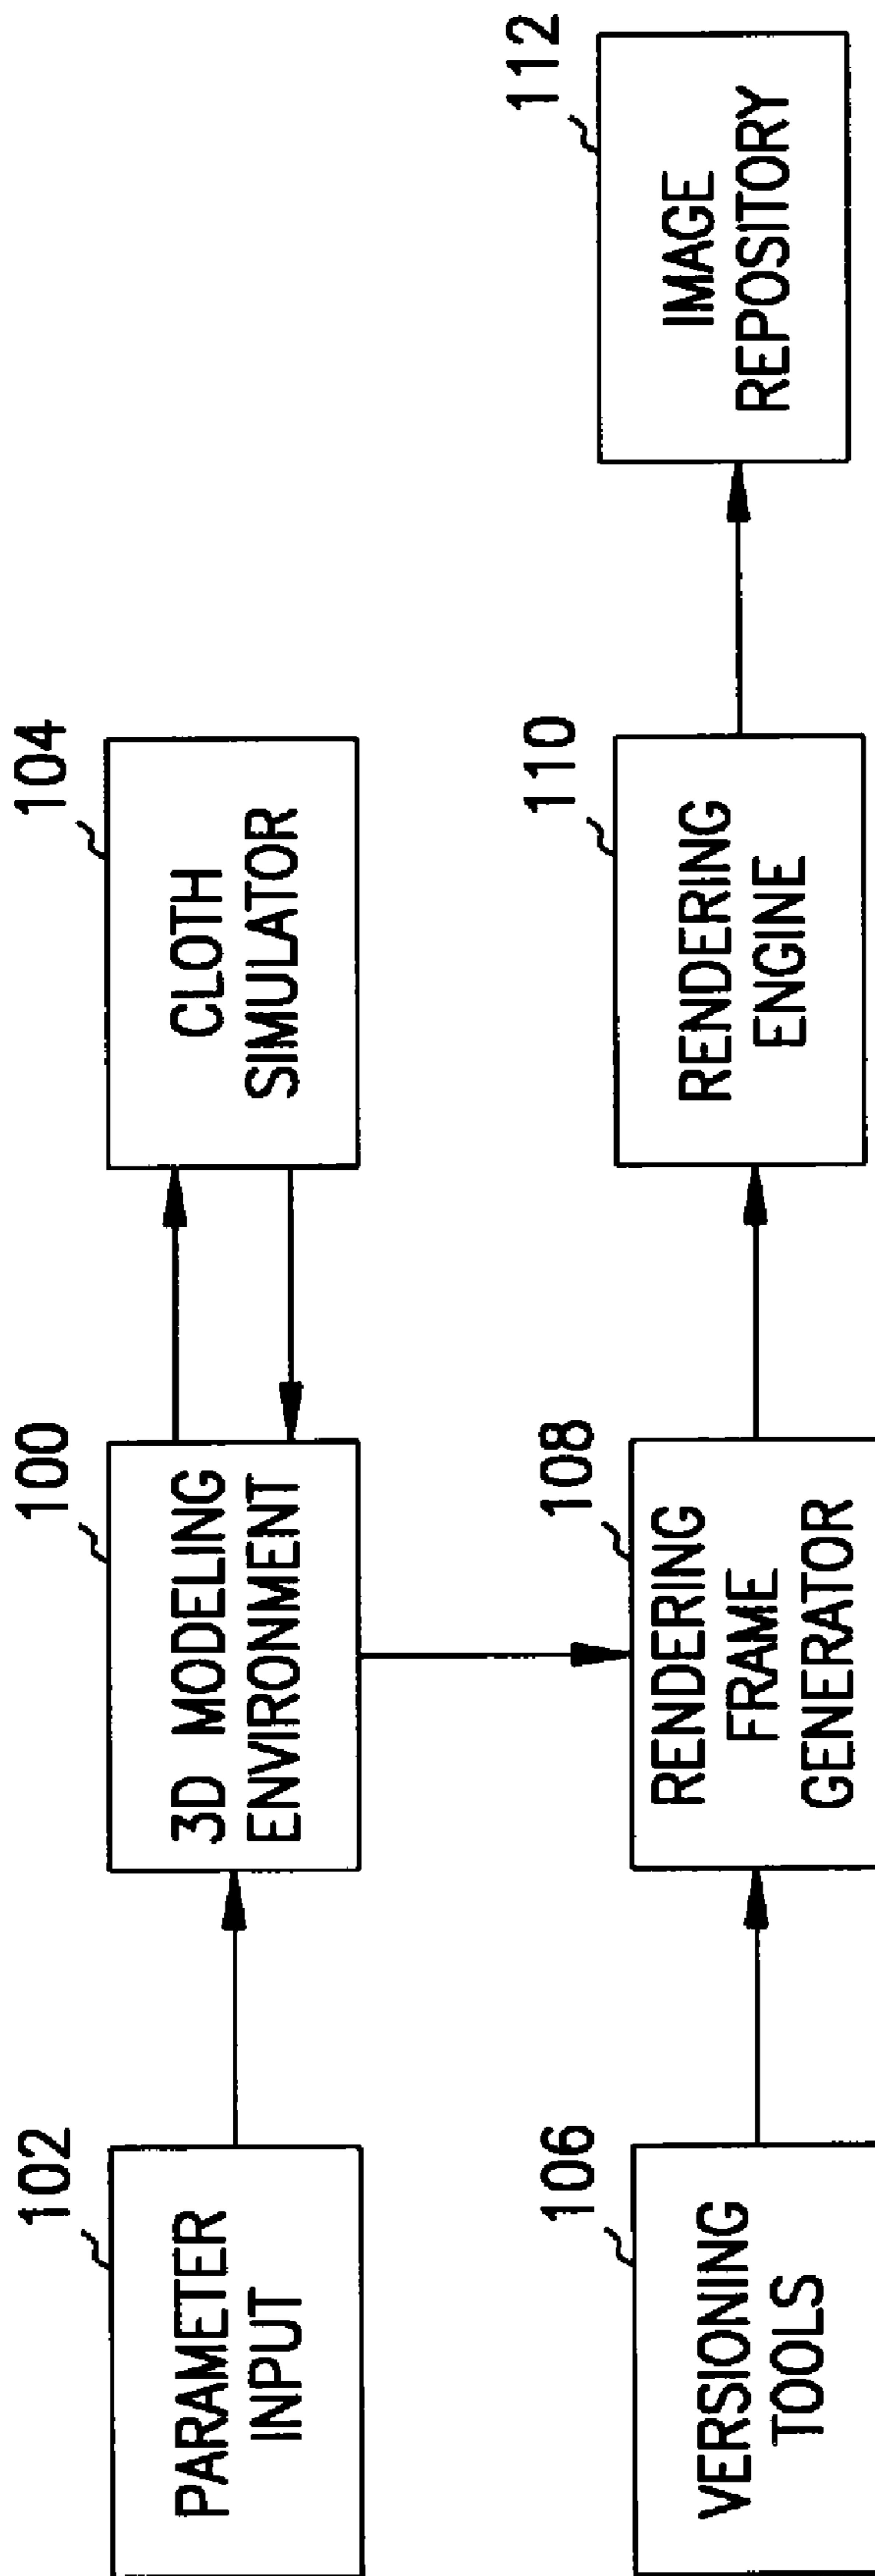 102
PARAMETER
INPUT
100
3D MODELING
ENVIRONMENT
104
CLOTH
SIMULATOR
106
VERSIONING
TOOLS
108
RENDERING
FRAME
GENERATOR
110
RENDERING
ENGINE
112
IMAGE
REPOSITORY